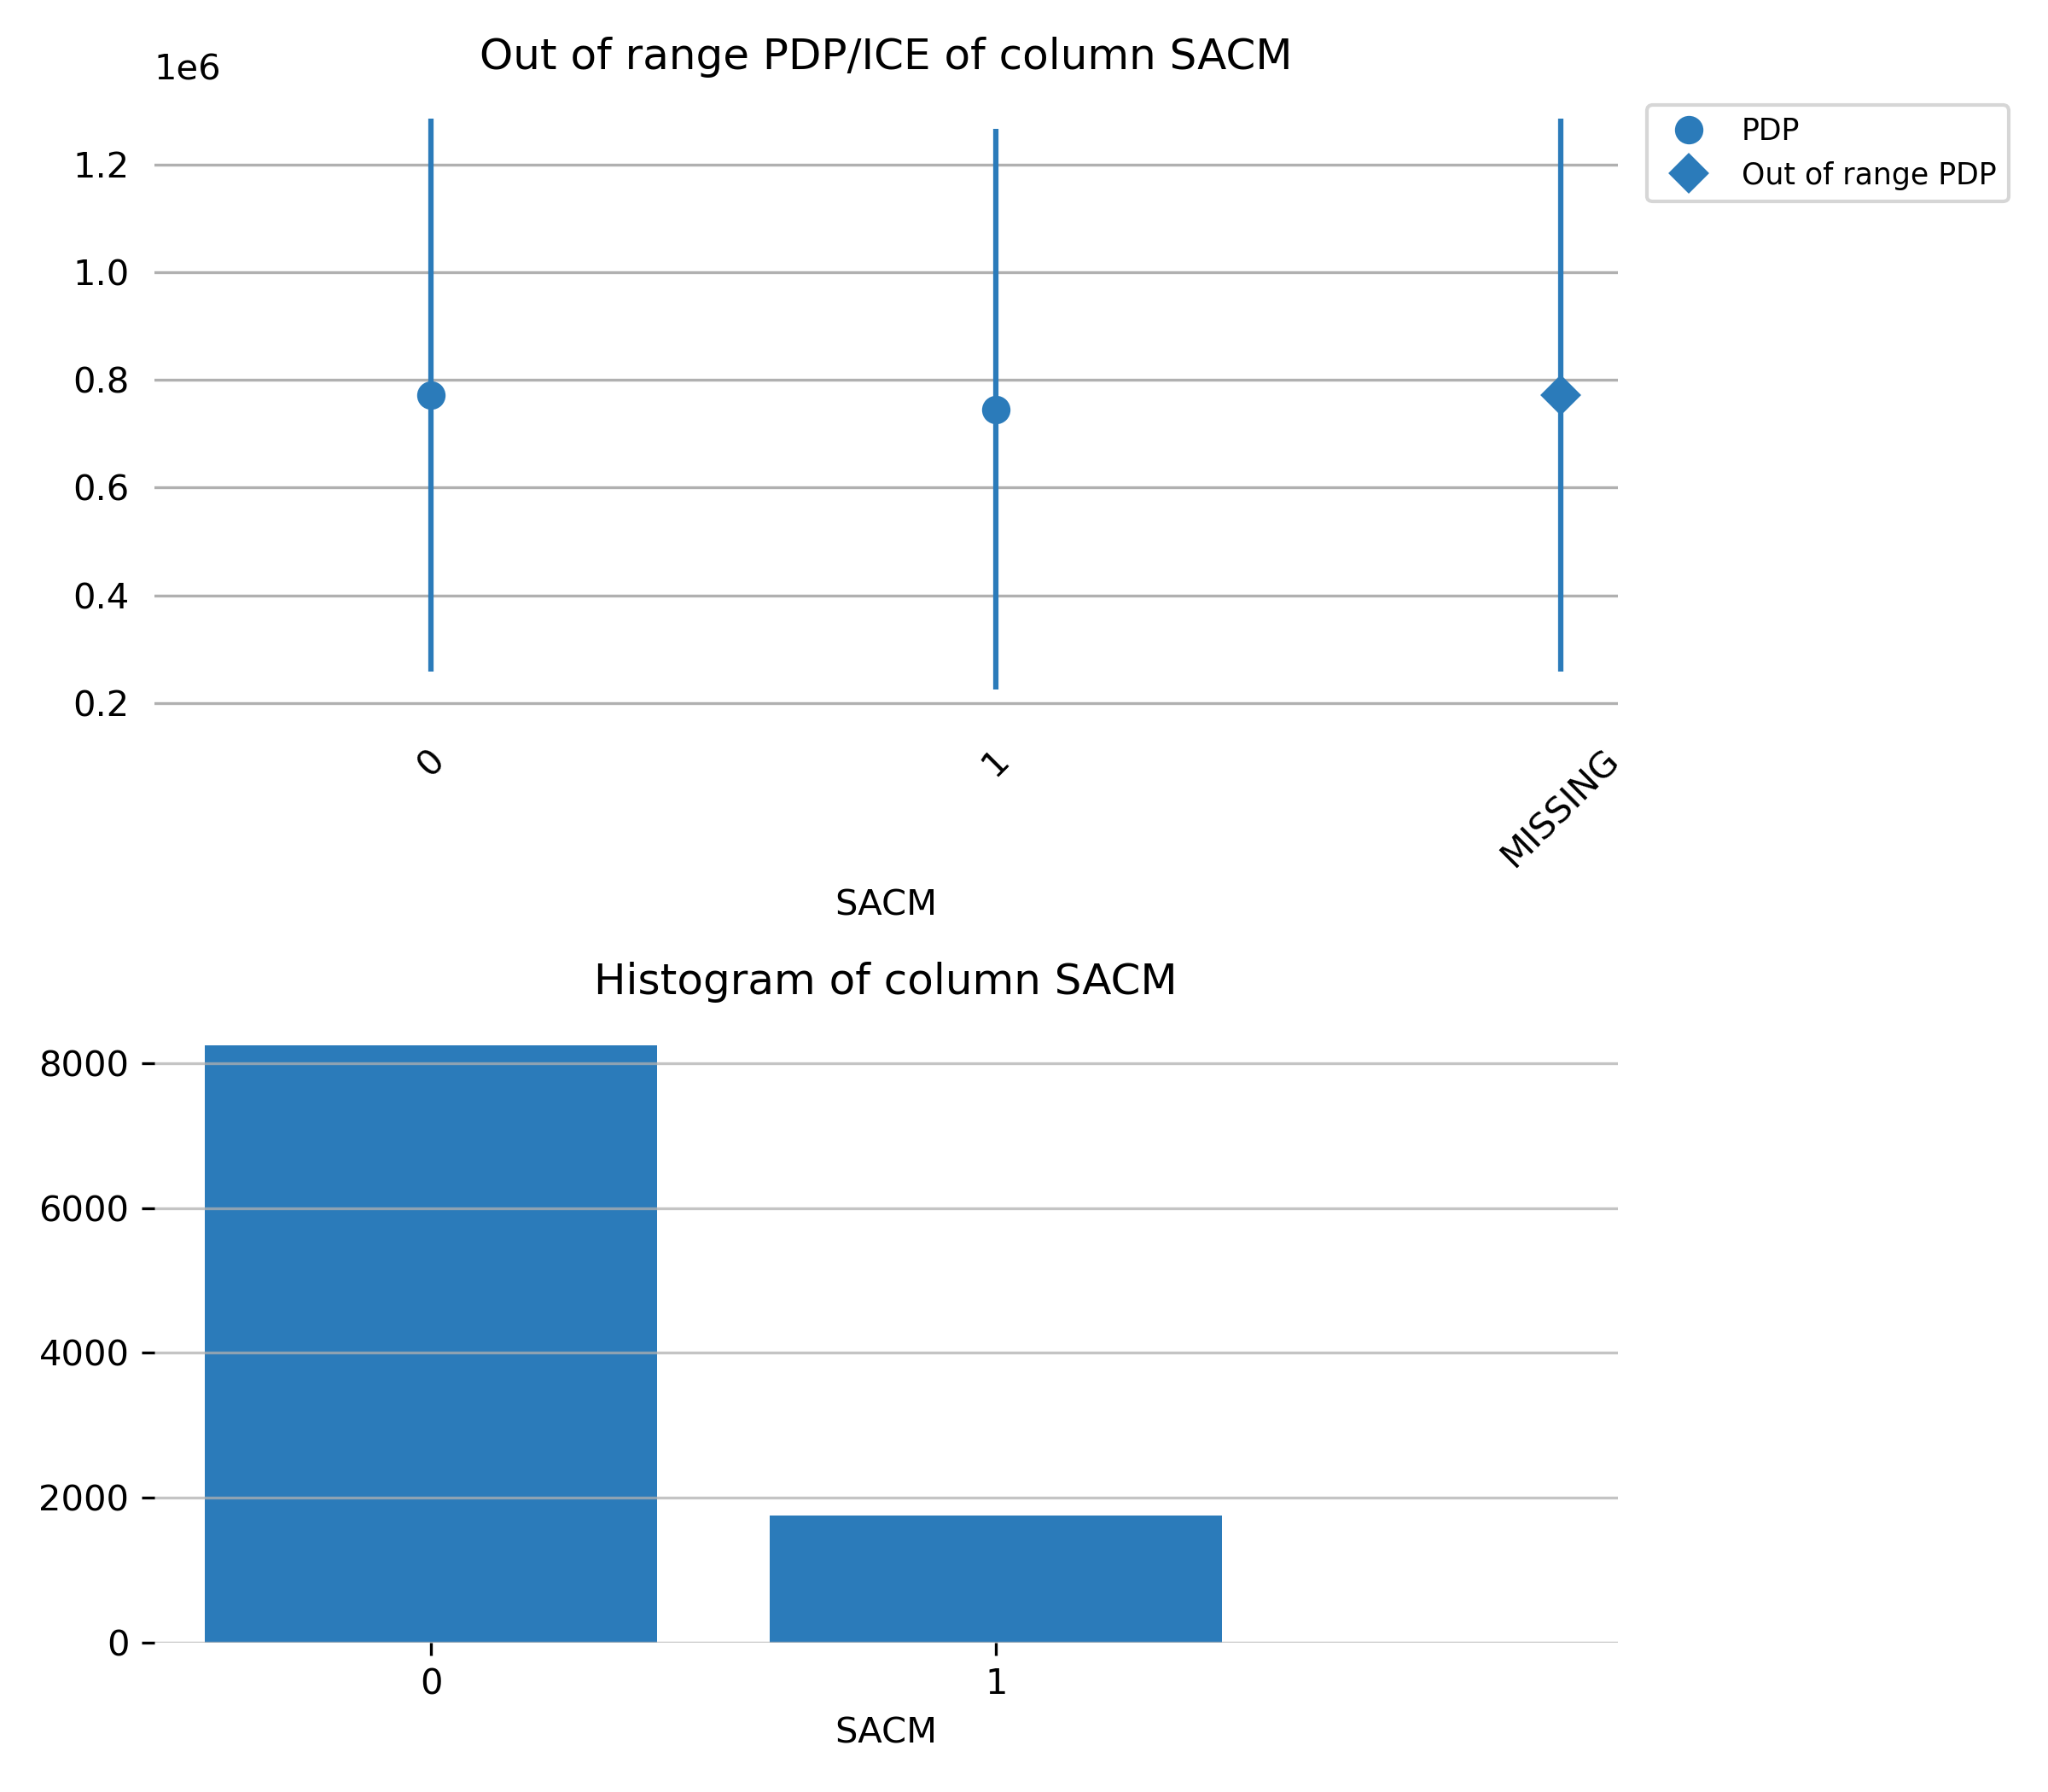 Out of range PDP/ICE of column SACM
1e6
PDP
Out of range PDP
1.2
1.0
0.8
0.6
0.4
0.2
0
1
MISSING
SACM
Histogram of column SACM
8000
6000
4000
2000
0
0
1
SACM